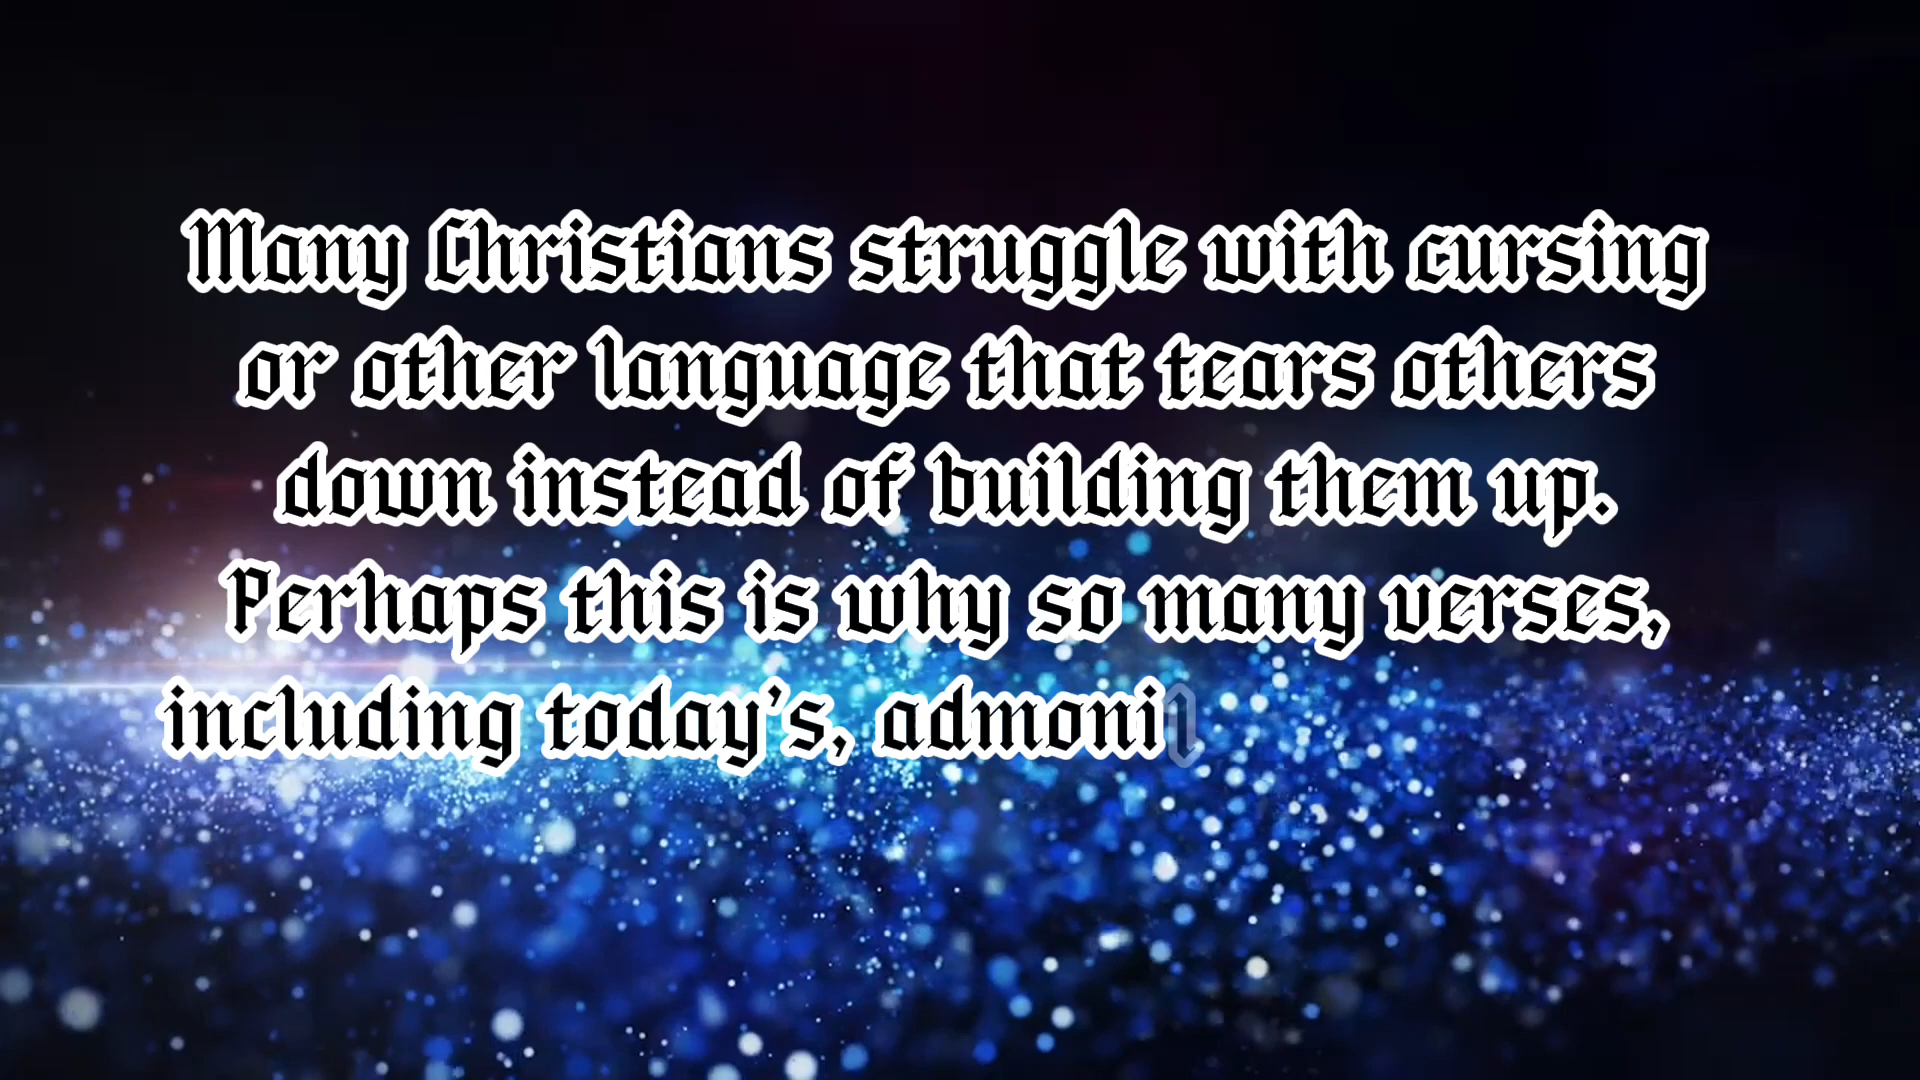 Many Christians struggle with cursing
or other language that tears others
down instead of building them up.
Perhaps this is why so many verses,
including today's, admoni